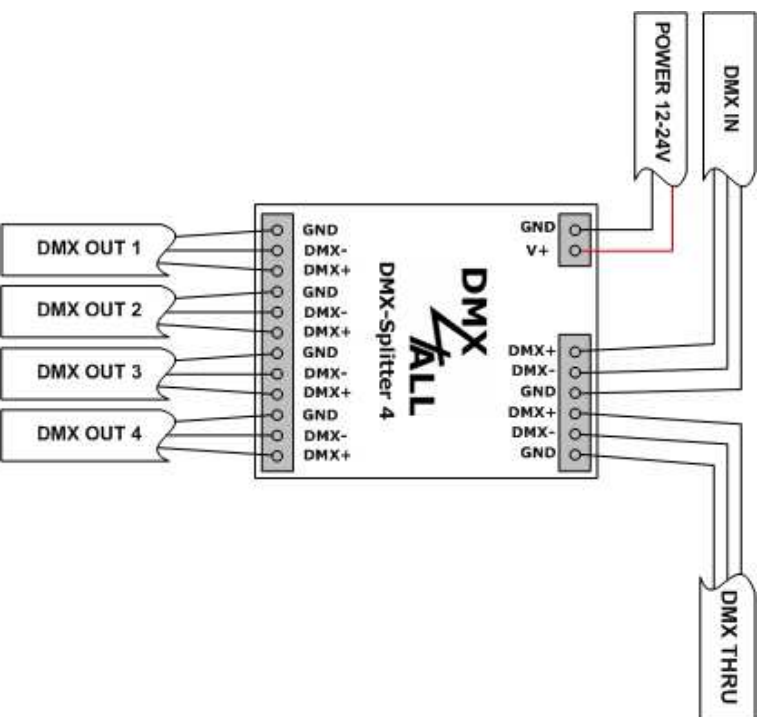 POWER 12-24V
DMX IN
DMX OUT 1
DMX OUT 2
DMX OUT 3
DMX OUT 4
GND
DMX-
DMX+
GND
DMX-
DMX+
GND
DMX-
DMX+
GND
DMX-
DMX+
DMX-Splitter 4
DMX
4
ALL
GND
V+
DMX+
DMX-
GND
DMX+
DMX-
GND
DMX THRU